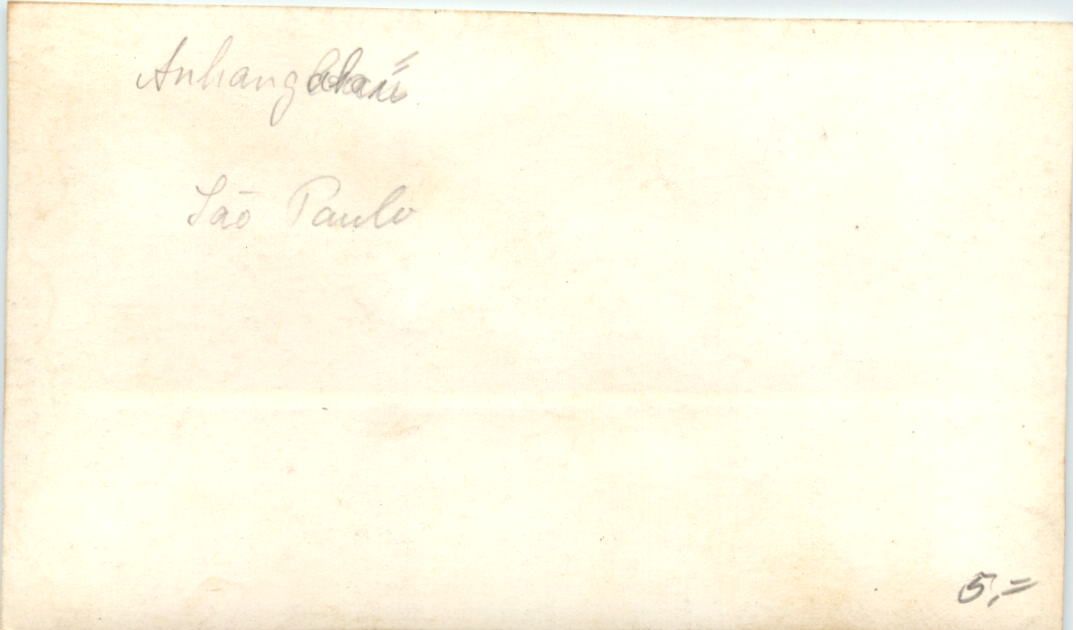 Anhangabaú
São Paulo
5,=